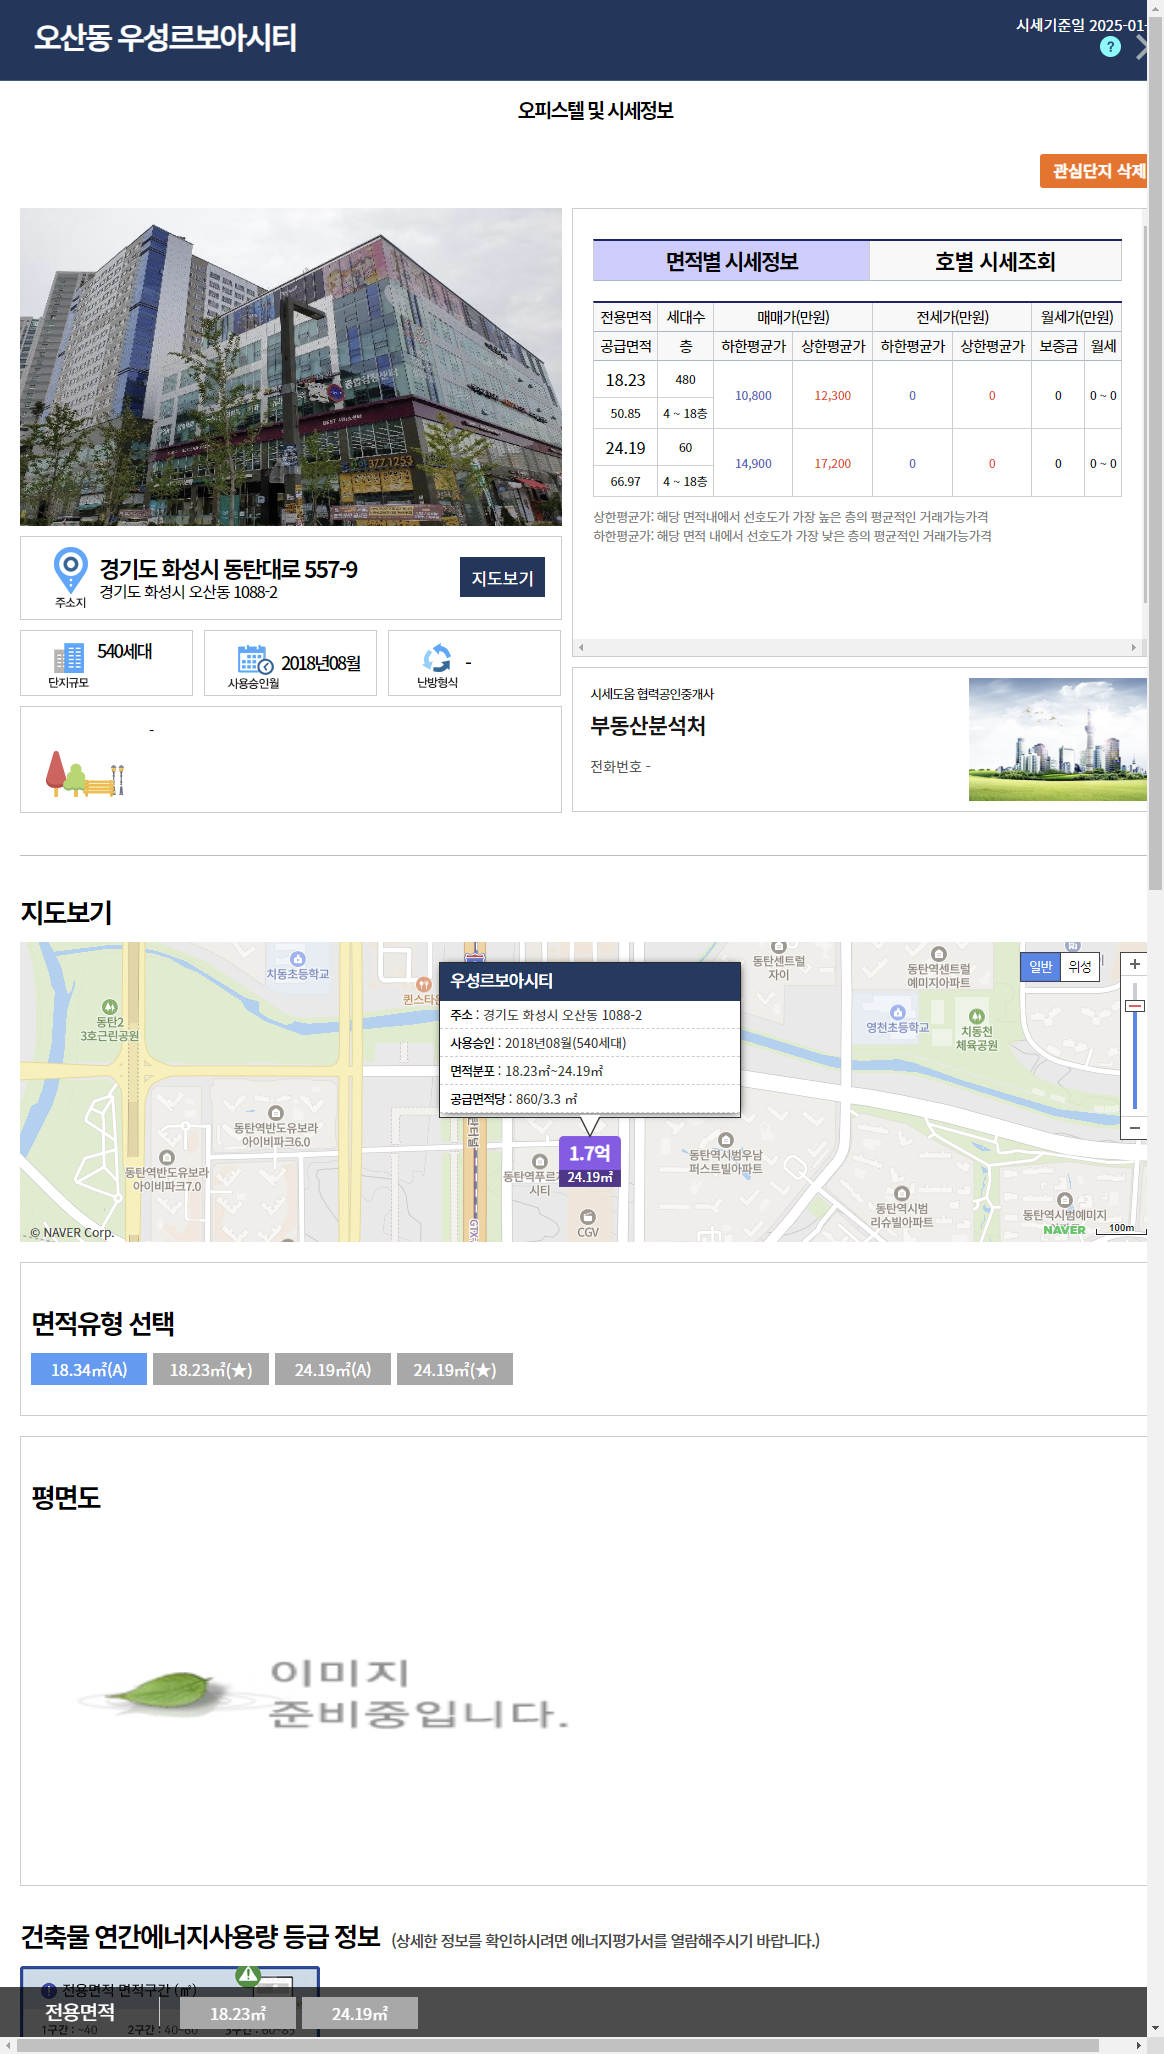 오산동 우성르보아시티
시세기준일 2025-01-
?
오피스텔 및 시세정보
관심단지 삭제
면적별 시세정보 호별 시세조회
전용면적 세대수 매매가(만원) 전세가(만원) 월세가(만원)
공급면적 층 하한평균가 상한평균가 하한평균가 상한평균가 보증금 월세
18.23 480 10,800 12,300 0 0 0 0 ~ 0
50.85 4 ~ 18층
24.19 60 14,900 17,200 0 0 0 0 ~ 0
66.97 4 ~ 18층
상한평균가: 해당 면적내에서 선호도가 가장 높은 층의 평균적인 거래가능가격
하한평균가: 해당 면적 내에서 선호도가 가장 낮은 층의 평균적인 거래가능가격
종합검진센터
377-1253
주소지
경기도 화성시 동탄대로 557-9
경기도 화성시 오산동 1088-2
지도보기
540세대
단지규모
2018년08월
사용승인월
-
난방형식
-
시세도움 협력공인중개사
부동산분석처
전화번호 -
지도보기
치동초등학교
퀸스타운
동탄2
3호근린공원
동탄역반도유보라
아이비파크6.0
동탄역반도유보라
아이비파크7.0
© NAVER Corp.
우성르보아시티
주소 : 경기도 화성시 오산동 1088-2
사용승인 : 2018년08월(540세대)
면적분포 : 18.23㎡~24.19㎡
공급면적당 : 860/3.3 ㎡
1.7억
24.19㎡
동탄역푸르지
시티
CGV
동탄센트럴
자이
동탄역센트럴
예미지아파트
영천초등학교
치동천
체육공원
동탄역시범우남
퍼스트빌아파트
동탄역시범
리슈빌아파트
동탄역시범예미지
NAVER
100m
일반 위성
+
−
면적유형 선택
18.34㎡(A) 18.23㎡(★) 24.19㎡(A) 24.19㎡(★)
평면도
이미지
준비중입니다.
건축물 연간에너지사용량 등급 정보 (상세한 정보를 확인하시려면 에너지평가서를 열람해주시기 바랍니다.)
전용면적 면적구간 (㎡)
전용면적 18.23㎡ 24.19㎡
1구간 : ~40 2구간 : 40~60 3구간 : 60~85